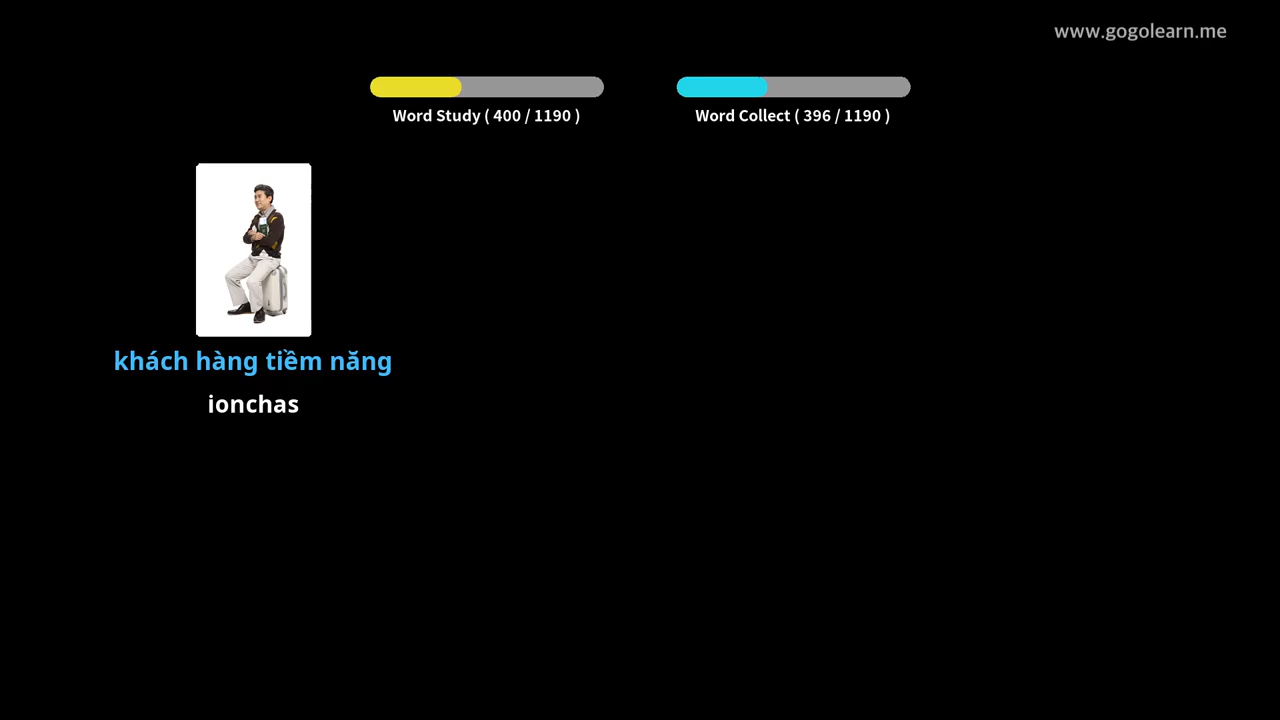 www.gogolearn.me
Word Study ( 400 / 1190 )
Word Collect ( 396 / 1190 )
khách hàng tiềm năng
ionchas